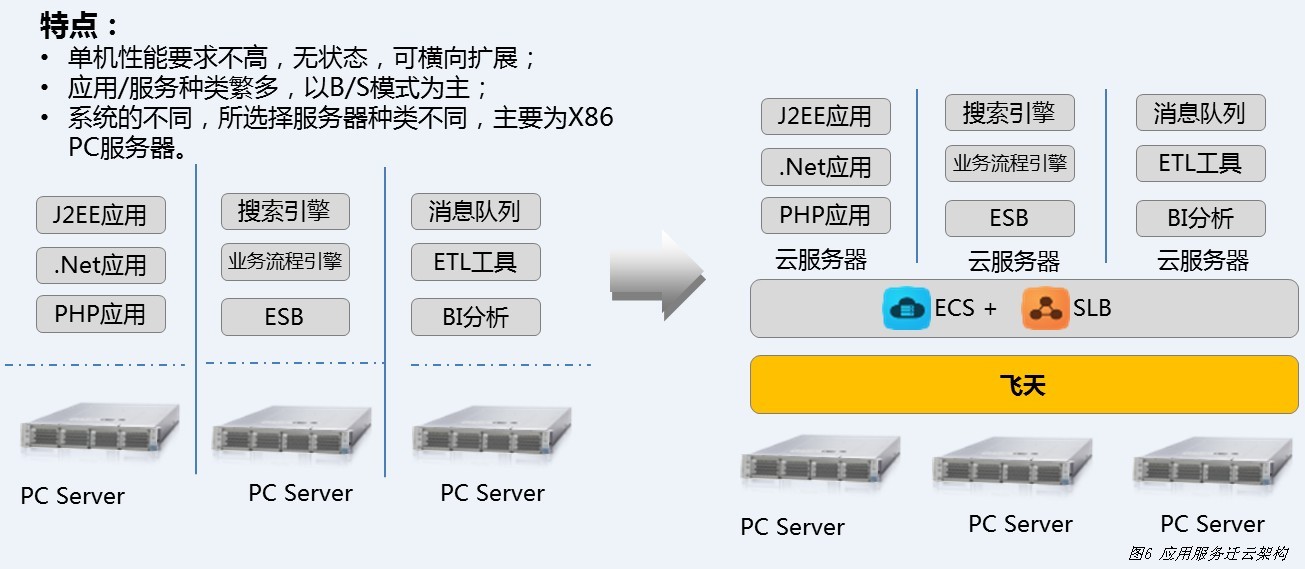 特点：
• 单机性能要求不高，无状态，可横向扩展；
• 应用/服务种类繁多，以B/S模式为主；
• 系统的不同，所选择服务器种类不同，主要为X86
PC服务器。
J2EE应用
.Net应用
PHP应用
搜索引擎
业务流程引擎
ESB
消息队列
ETL工具
BI分析
PC Server
PC Server
PC Server
J2EE应用
.Net应用
PHP应用
云服务器
搜索引擎
业务流程引擎
ESB
云服务器
消息队列
ETL工具
BI分析
云服务器
ECS + SLB
飞天
PC Server
PC Server
PC Server
图6 应用服务迁云架构